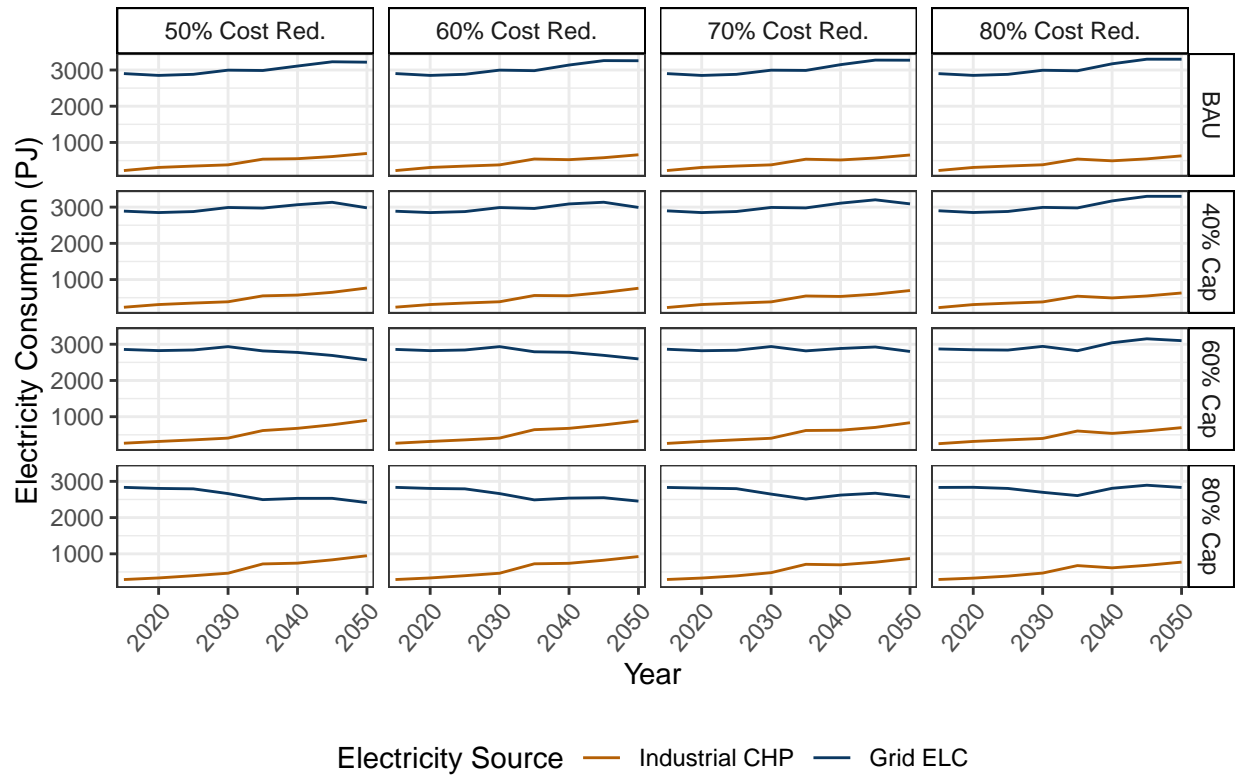 50% Cost Red. 60% Cost Red. 70% Cost Red. 80% Cost Red.
Electricity Consumption (PJ)
3000
2000
1000
BAU
3000
2000
1000
40% Cap
3000
2000
1000
60% Cap
3000
2000
1000
80% Cap
2020 2030 2040 2050 2020 2030 2040 2050 2020 2030 2040 2050 2020 2030 2040 2050
Year
Electricity Source Industrial CHP Grid ELC